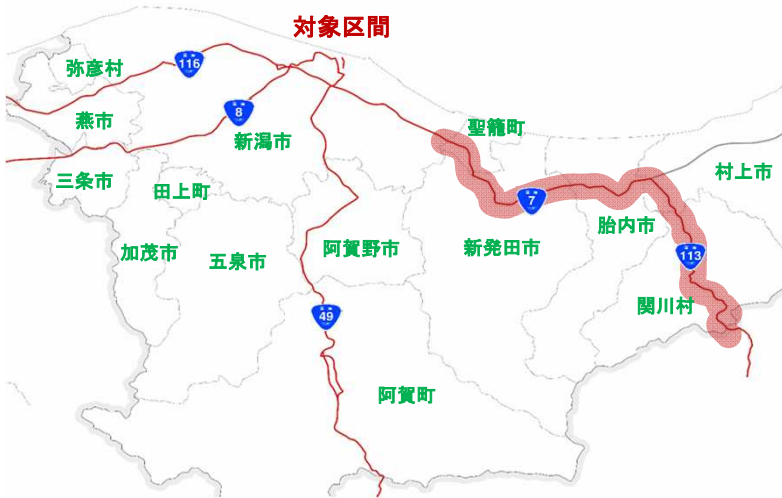 対象区間
弥彦村
116
燕市
8
新潟市
聖籠町
三条市
田上町
村上市
7
胎内市
加茂市
五泉市
阿賀野市
新発田市
113
関川村
49
阿賀町